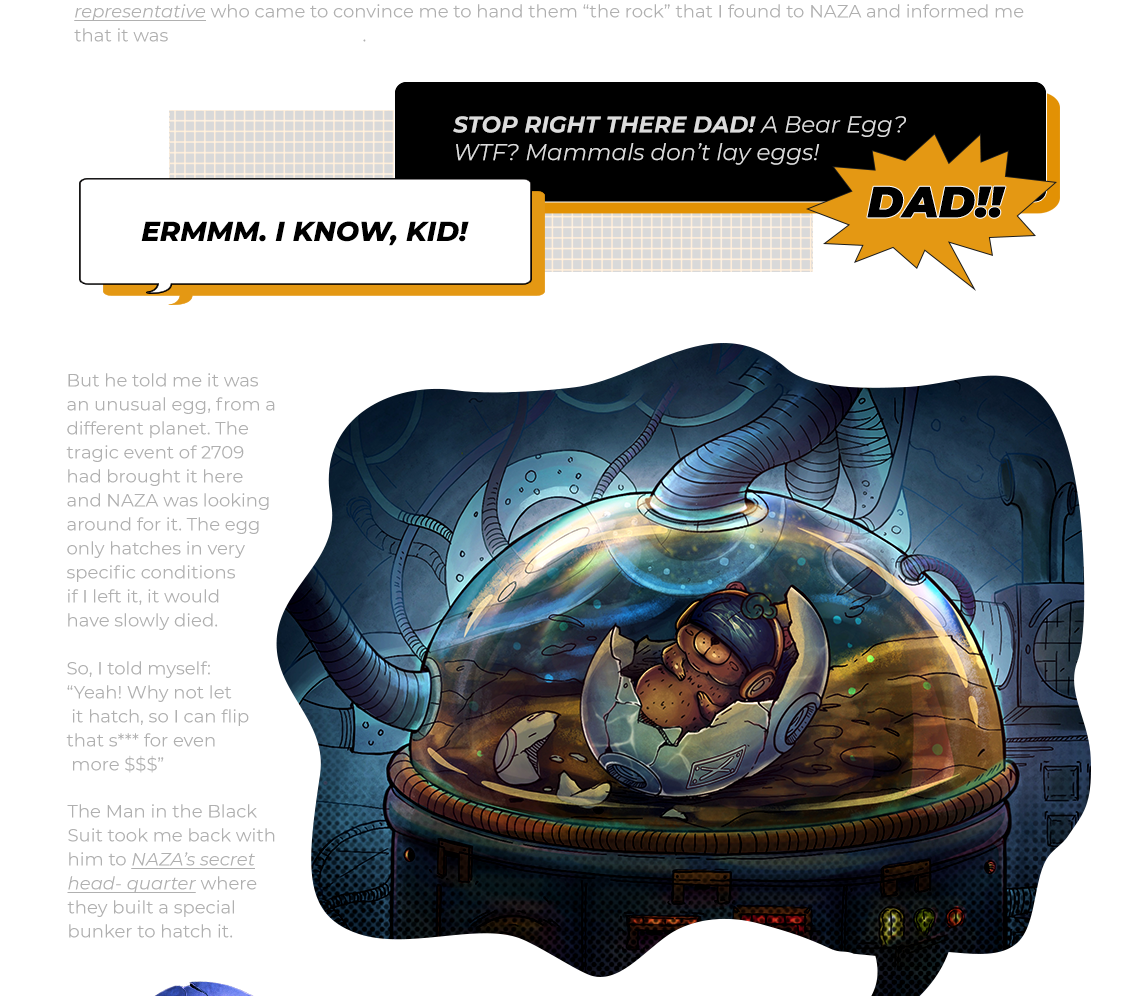 representative who came to convince me to hand them “the rock” that I found to NAZA and informed me
that it was .
STOP RIGHT THERE DAD! A Bear Egg?
WTF? Mammals don’t lay eggs!
DAD!!
ERMMM. I KNOW, KID!
But he told me it was
an unusual egg, from a
different planet. The
tragic event of 2709
had brought it here
and NAZA was looking
around for it. The egg
only hatches in very
specific conditions
if I left it, it would
have slowly died.
So, I told myself:
“Yeah! Why not let
it hatch, so I can flip
that s*** for even
more $$$”
The Man in the Black
Suit took me back with
him to NAZA’s secret
head- quarter where
they built a special
bunker to hatch it.